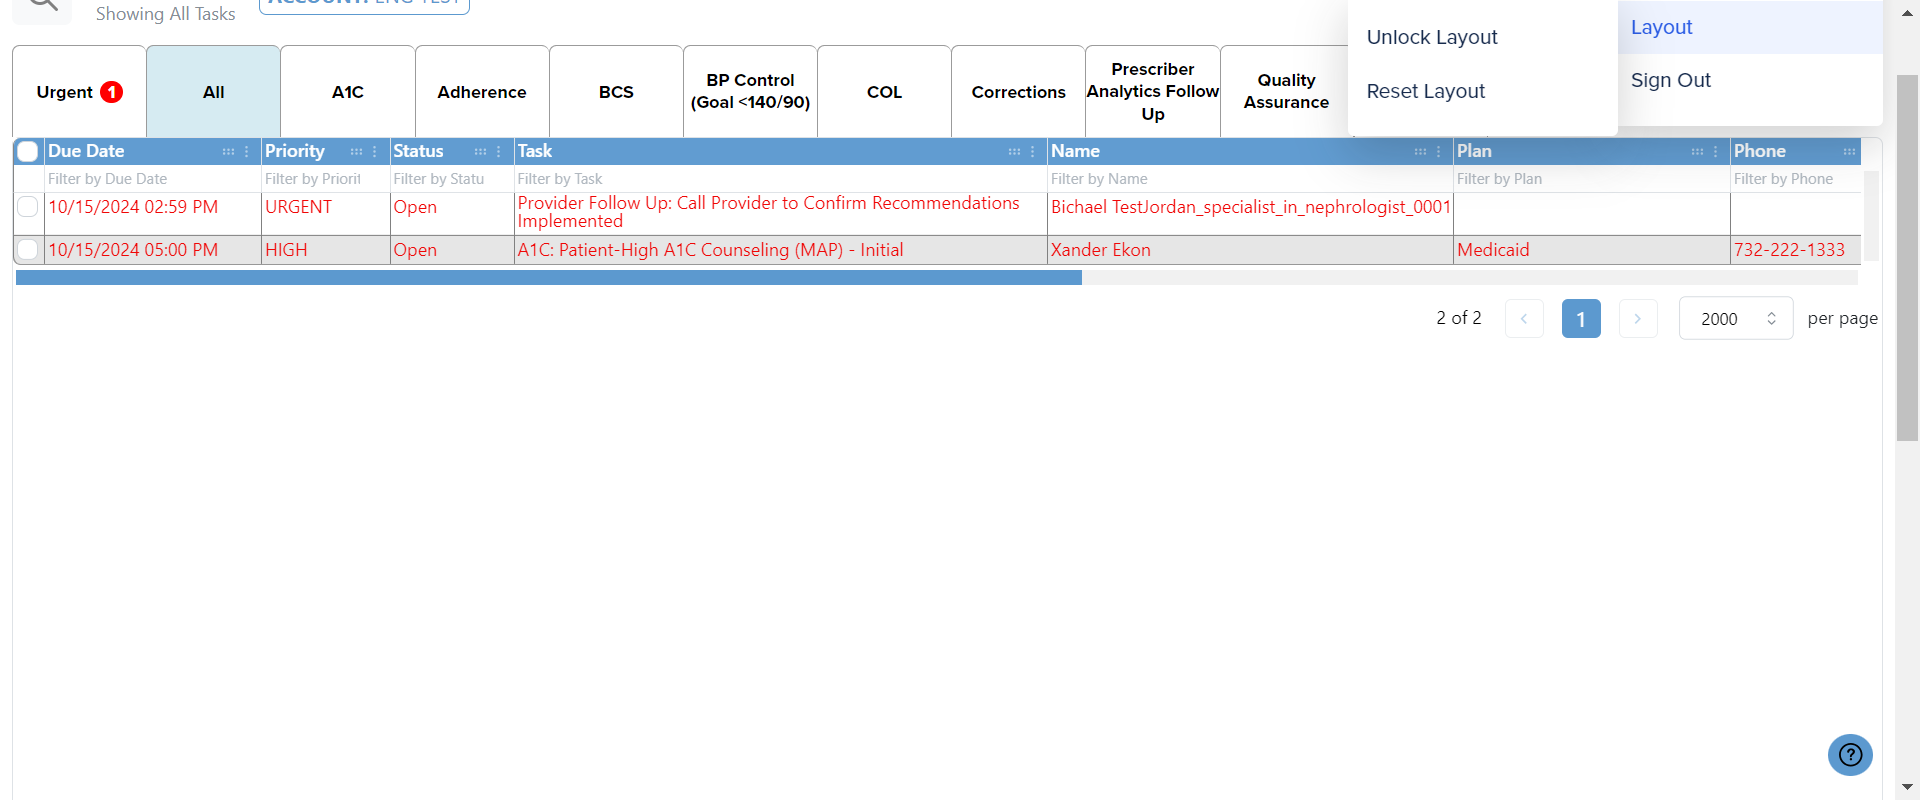 Showing All Tasks
ACCOUNT: ENG TEST
Unlock Layout
Reset Layout
Layout
Sign Out
Urgent 1
All
A1C
Adherence
BCS
BP Control
(Goal <140/90)
COL
Corrections
Prescriber
Analytics Follow
Up
Quality
Assurance
Due Date Priority Status Task Name Plan Phone
Filter by Due Date Filter by Priorit Filter by Statu Filter by Task Filter by Name Filter by Plan Filter by Phone
10/15/2024 02:59 PM URGENT Open Provider Follow Up: Call Provider to Confirm Recommendations
Implemented
Bichael TestJordan_specialist_in_nephrologist_0001
10/15/2024 05:00 PM HIGH Open A1C: Patient-High A1C Counseling (MAP) - Initial Xander Ekon Medicaid 732-222-1333
2 of 2 1 2000 per page
?